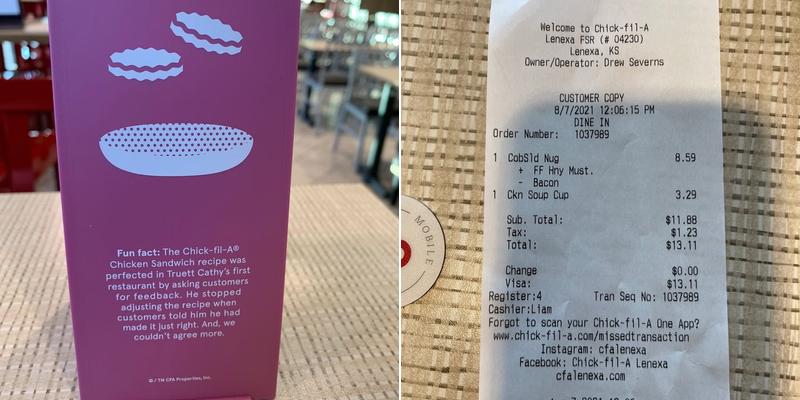 Fun fact: The Chick-fil-A®
Chicken Sandwich recipe was
perfected in Truett Cathy's first
restaurant by asking customers
for feedback. He stopped
adjusting the recipe when
customers told him he had
made it just right. And, we
couldn't agree more.
© / TM CFA Properties, Inc.
MOBILE
Welcome to Chick-fil-A
Lenexa FSR (# 04230)
Lenexa, KS
Owner/Operator: Drew Severns
CUSTOMER COPY
8/7/2021 12:06:15 PM
DINE IN
Order Number: 1037989
1 CobSld Nug 8.59
+ FF Hny Must.
- Bacon
1 Ckn Soup Cup 3.29
Sub. Total: $11.88
Tax: $1.23
Total: $13.11
Change $0.00
Visa: $13.11
Register:4 Tran Seq No: 1037989
Cashier:Liam
Forgot to scan your Chick-fil-A One App?
www.chick-fil-a.com/missedtransaction
Instagram: cfalenexa
Facebook: Chick-fil-A Lenexa
cfalenexa.com